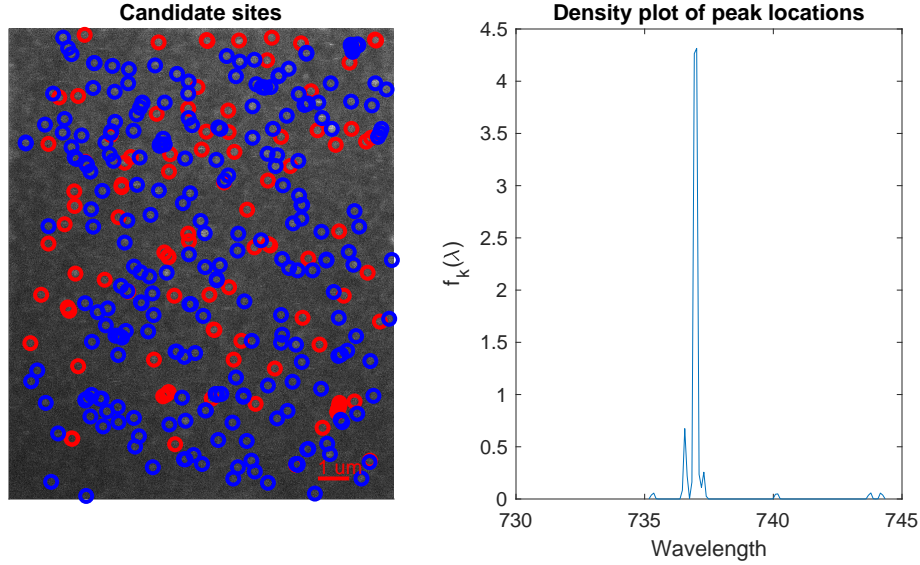 Candidate sites
1 um
Density plot of peak locations
4.5
4
3.5
3
2.5
2
1.5
1
0.5
0
f_k(λ)
730
735
740
745
Wavelength